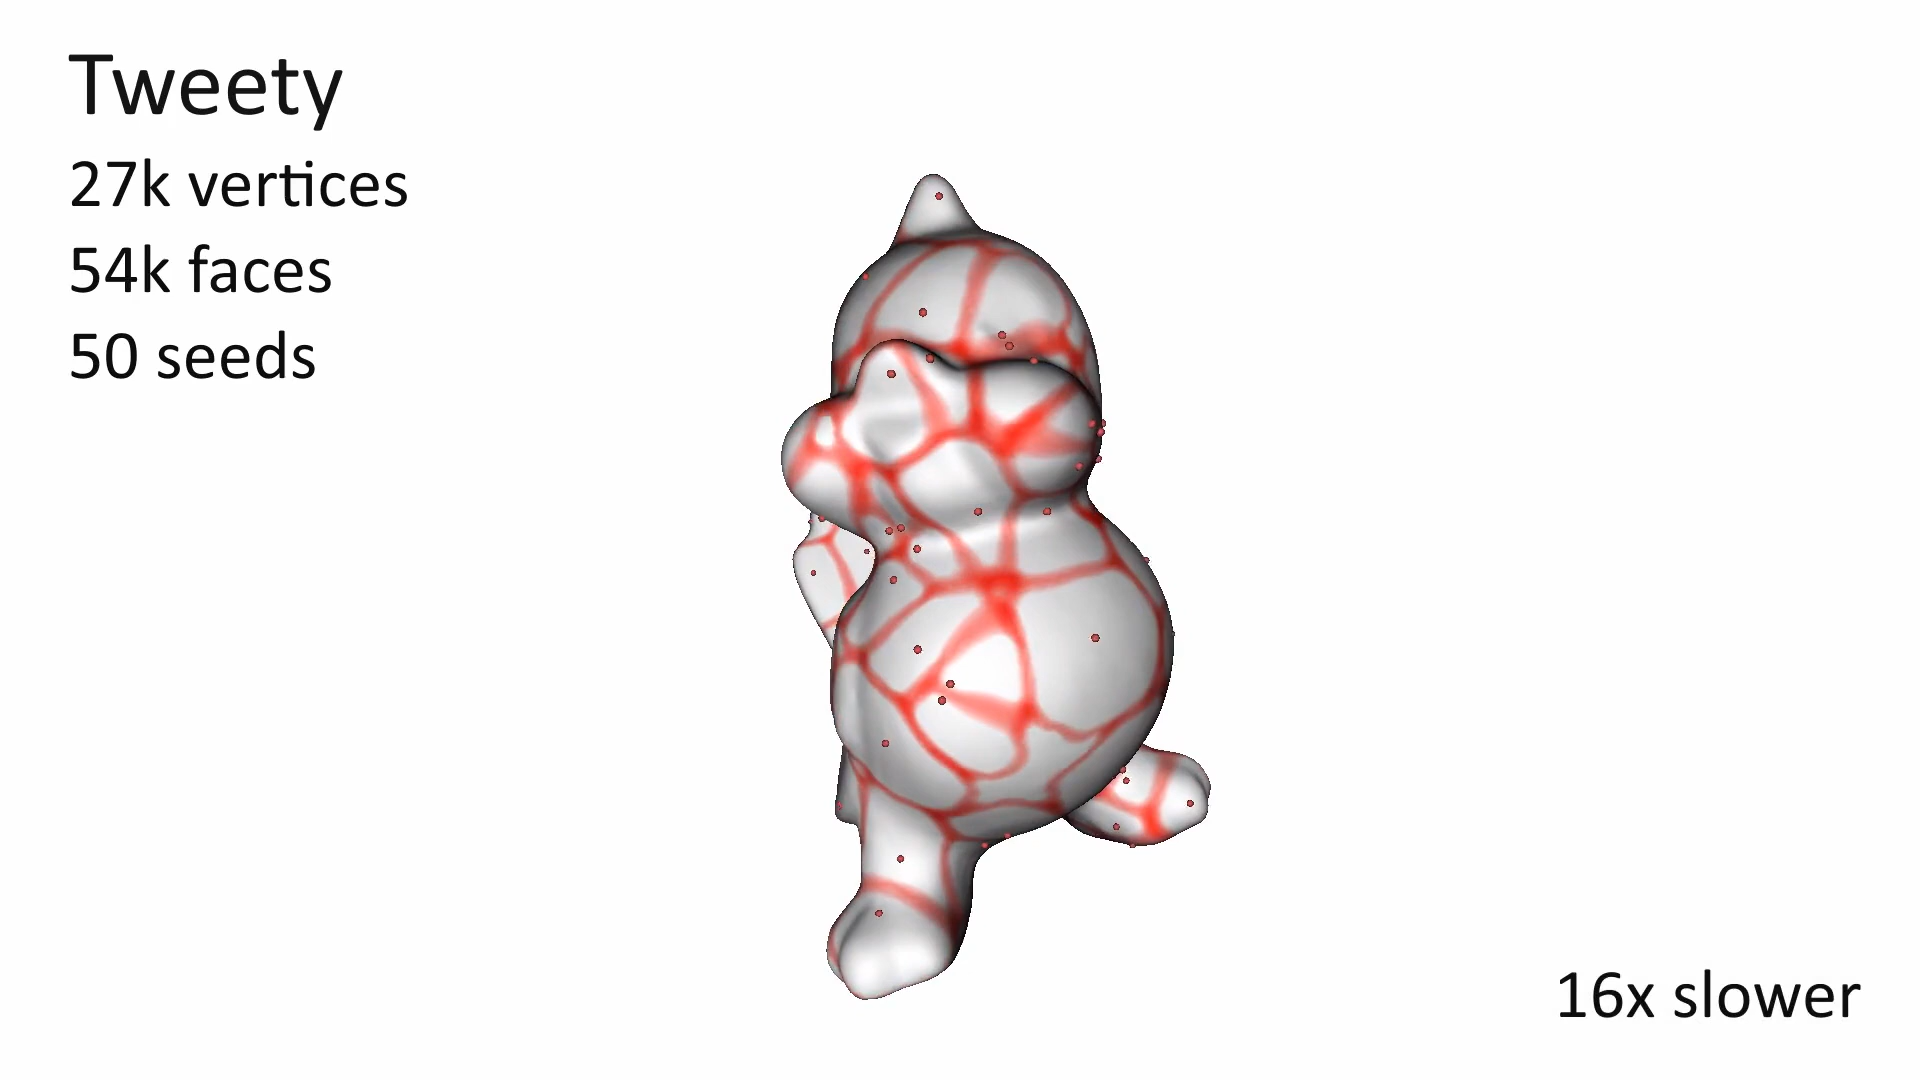 Tweety
27k vertices
54k faces
50 seeds
16x slower